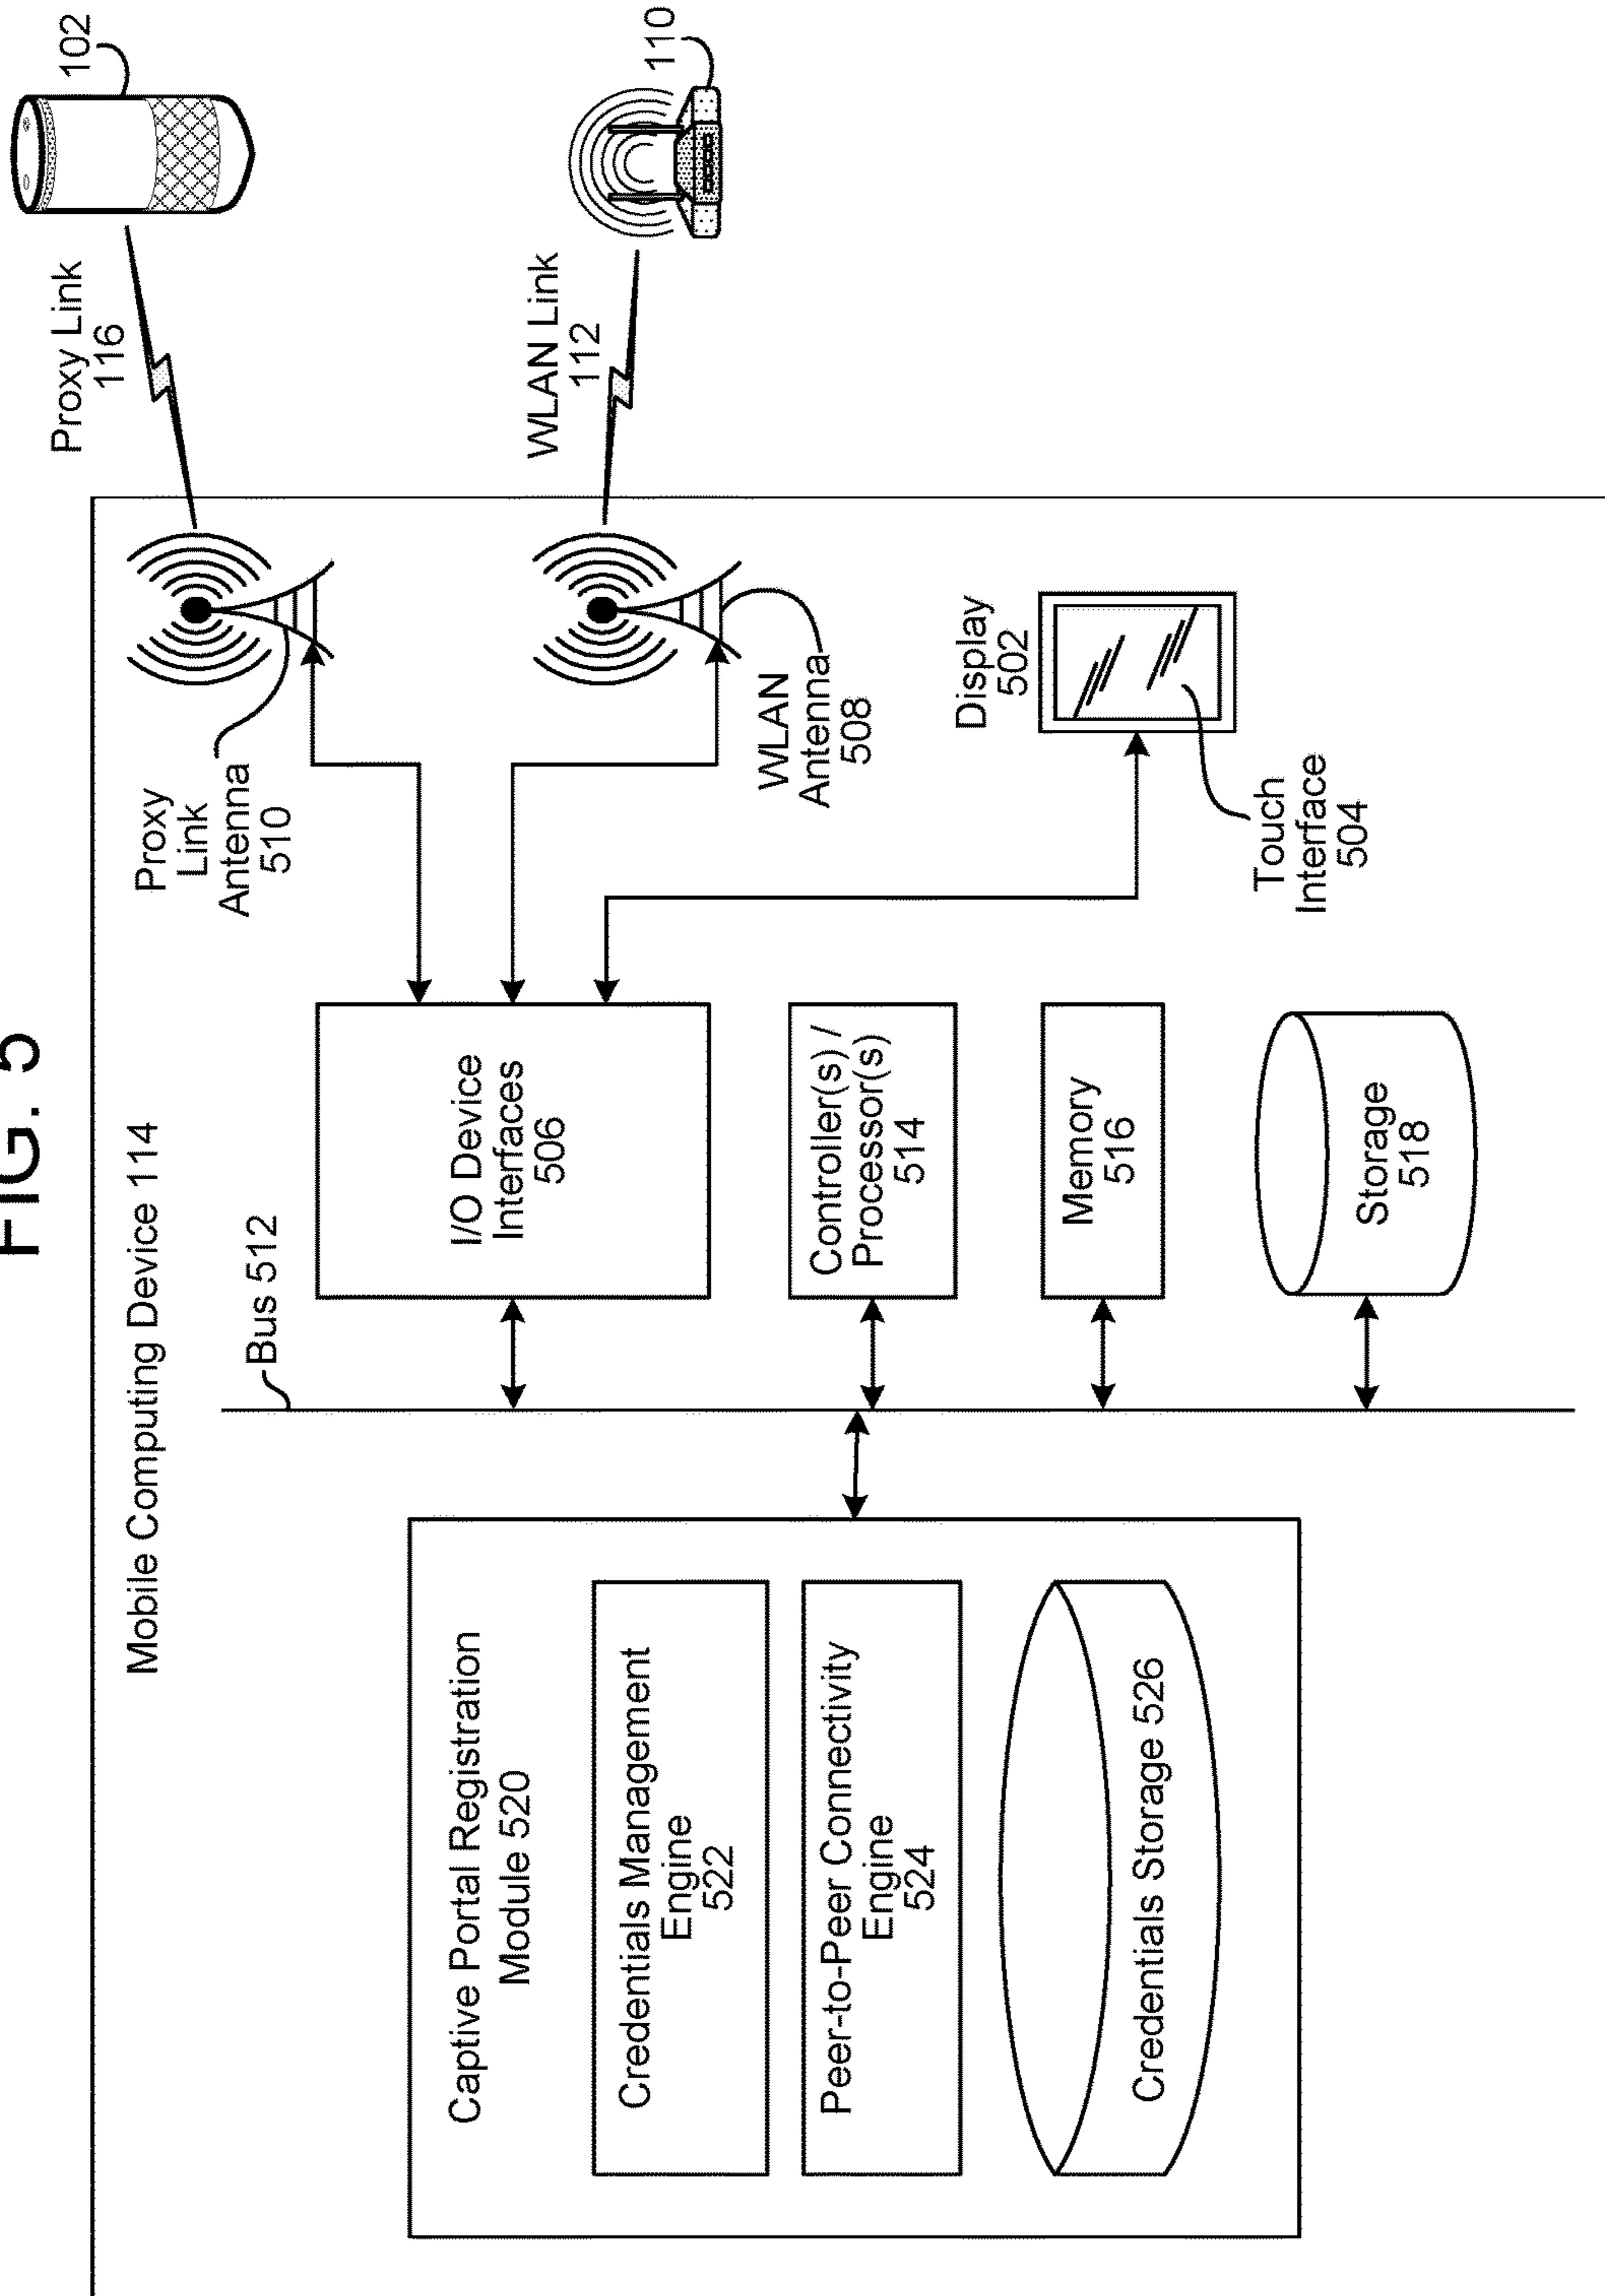 FIG. 5
Mobile Computing Device 114
Bus 512
Captive Portal Registration
Module 520
Credentials Management
Engine
522
Peer-to-Peer Connectivity
Engine
524
Credentials Storage 526
I/O Device
Interfaces
506
Controller(s) /
Processor(s)
514
Memory
516
Storage
518
Proxy
Link
Antenna
510
WLAN
Antenna
508
Display
502
Touch
Interface
504
Proxy Link
116
102
WLAN Link
112
110